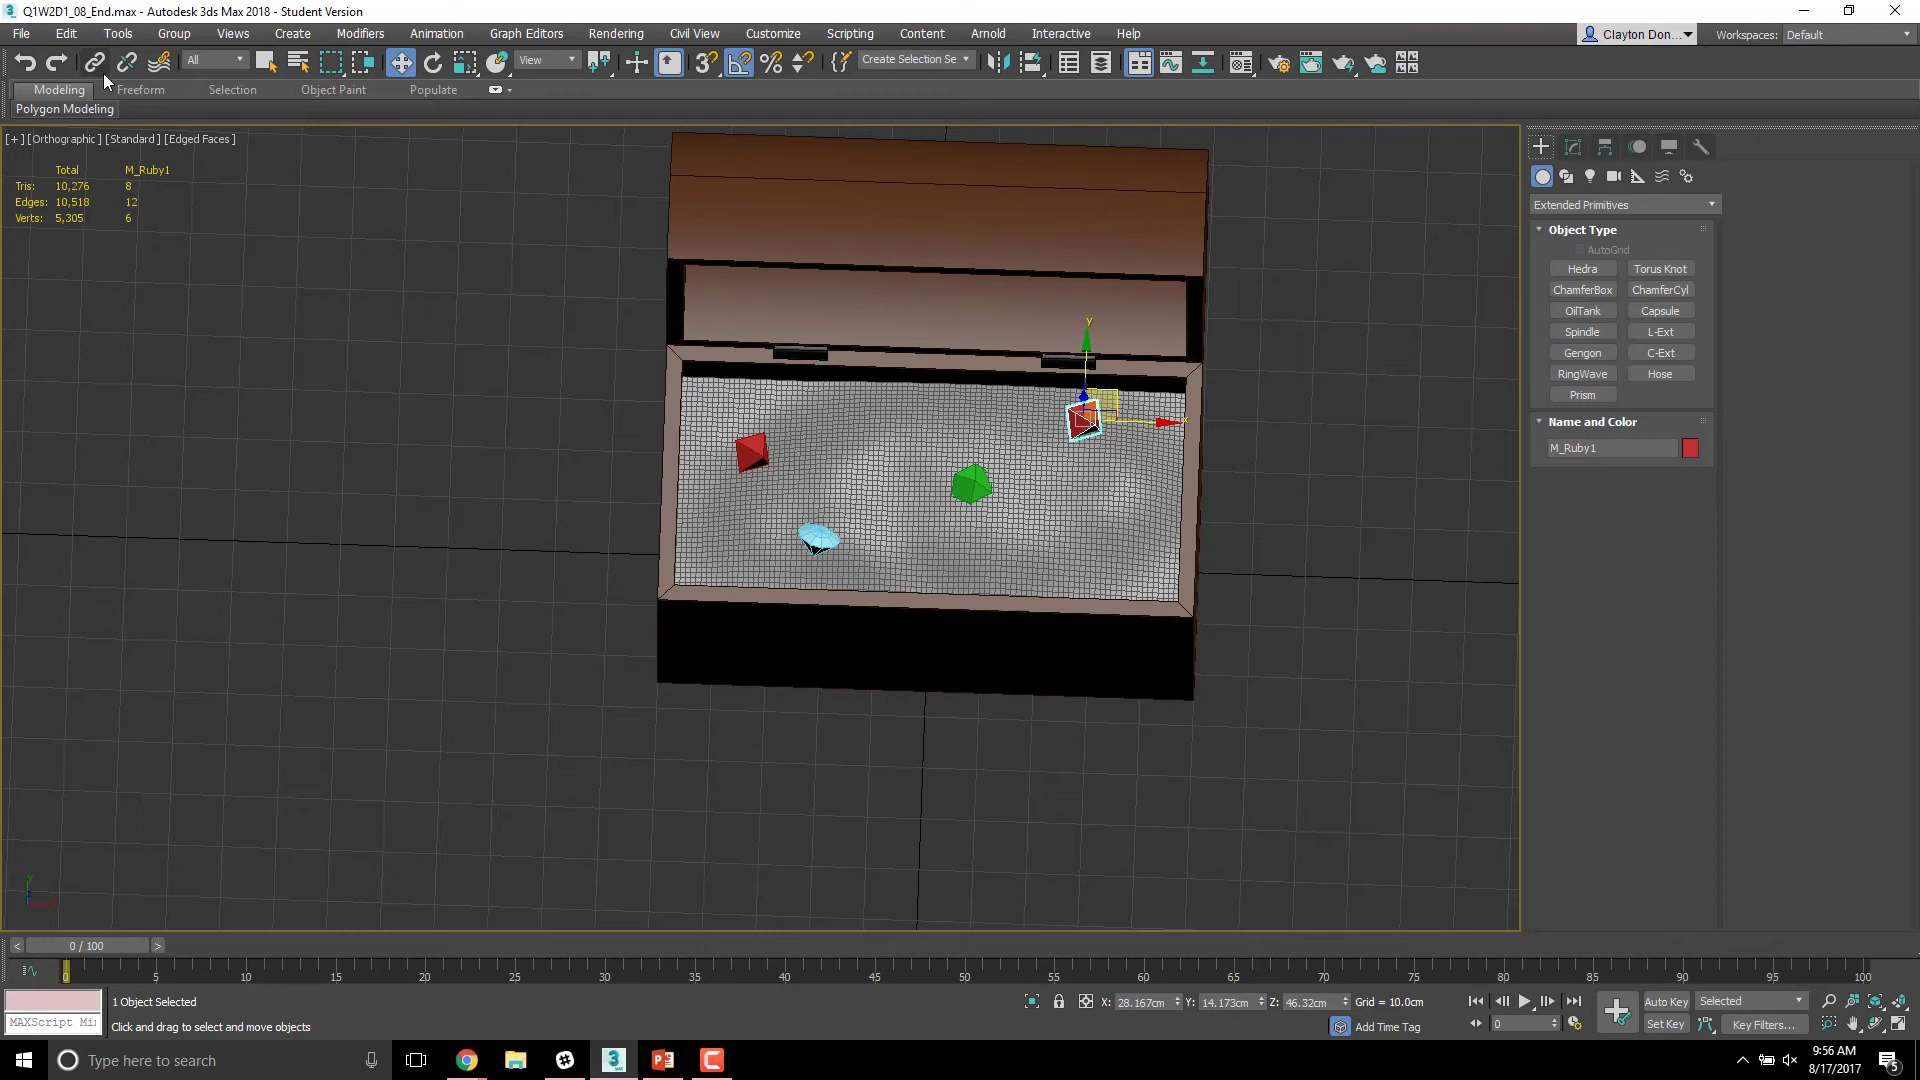 Q1W2D1_08_End.max - Autodesk 3ds Max 2018 - Student Version
File Edit Tools Group Views Create Modifiers Animation Graph Editors Rendering Civil View Customize Scripting Content Arnold Interactive Help
Clayton Don...
Workspaces: Default
All
View
Create Selection Se
Modeling Freeform Selection Object Paint Populate
Polygon Modeling
[+] [Orthographic] [Standard] [Edged Faces]
Total M_Ruby1
Tris: 10,276 8
Edges: 10,518 12
Verts: 5,305 6
y
x
Extended Primitives
Object Type
AutoGrid
Hedra Torus Knot
ChamferBox ChamferCyl
OilTank Capsule
Spindle L-Ext
Gengon C-Ext
RingWave Hose
Prism
Name and Color
M_Ruby1
< 0 / 100 >
0 5 10 15 20 25 30 35 40 45 50 55 60 65 70 75 80 85 90 95 100
1 Object Selected
X: 28.167cm Y: 14.173cm Z: 46.32cm Grid = 10.0cm
Auto Key Selected
MAXScript Mi
Click and drag to select and move objects
Add Time Tag
0
Set Key Key Filters...
Type here to search
9:56 AM
8/17/2017
5